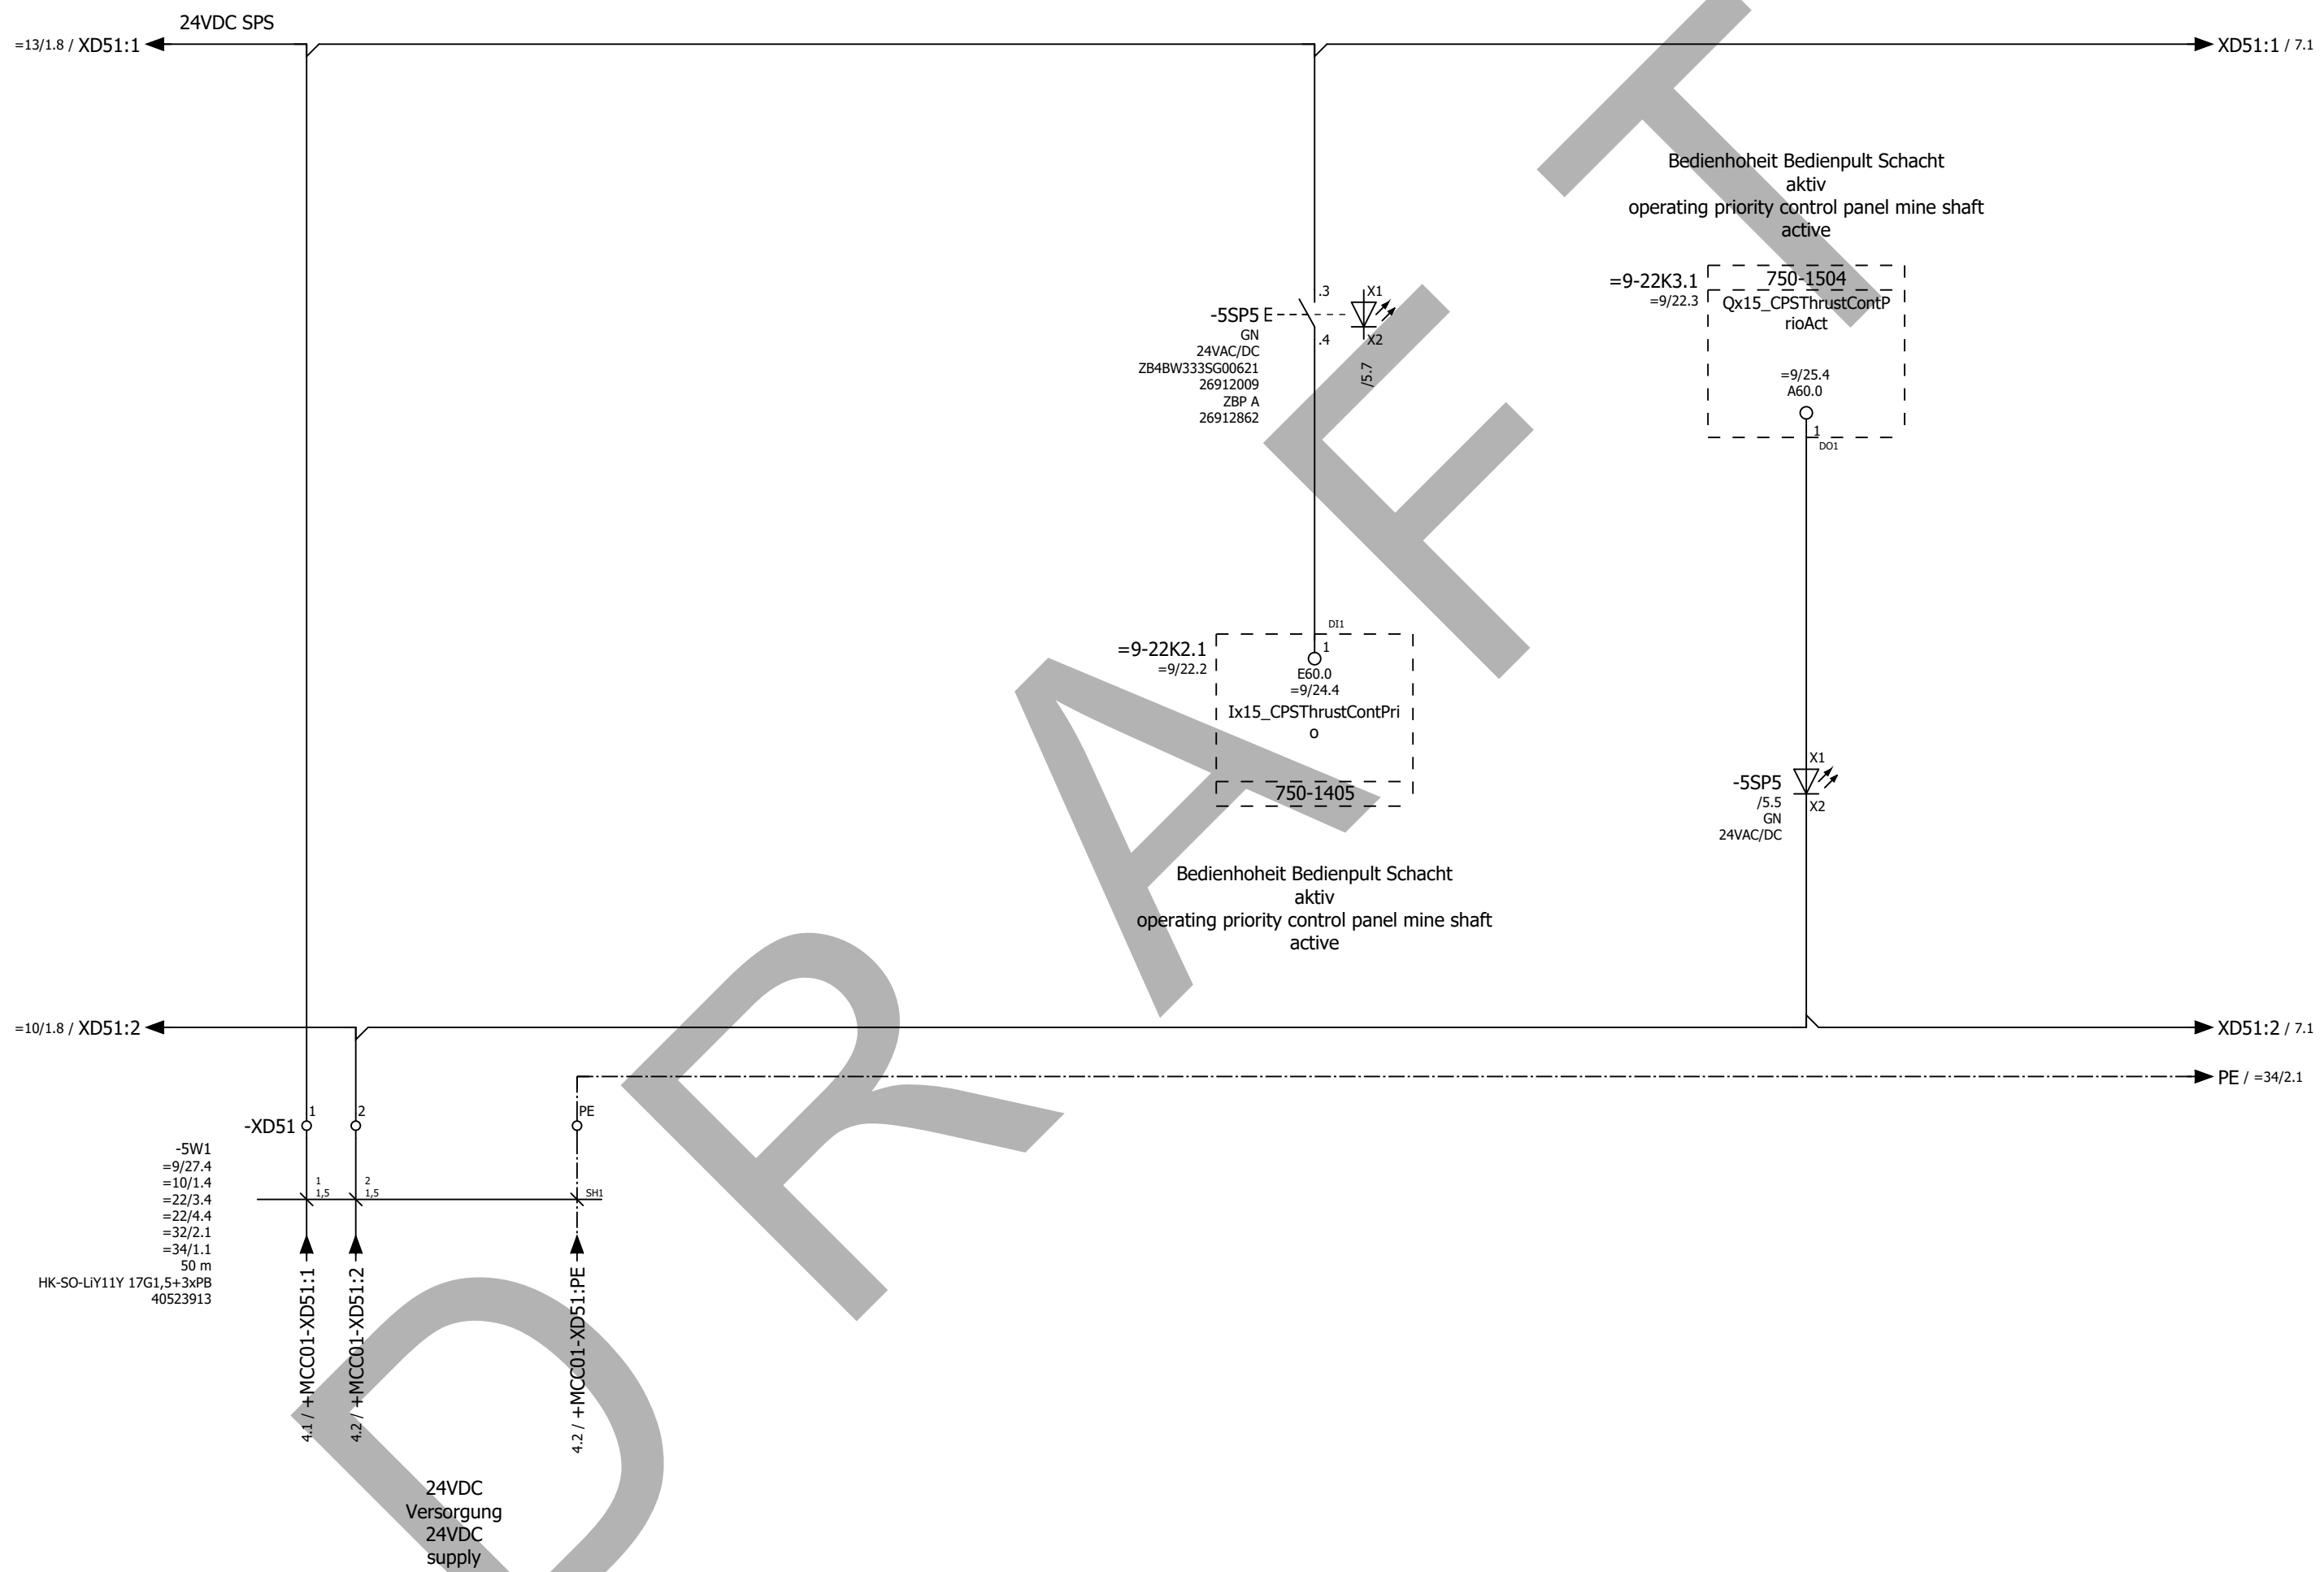 24VDC SPS
=13/1.8 / XD51:1
XD51:1 / 7.1
Bedienhoheit Bedienpult Schacht
aktiv
operating priority control panel mine shaft
active
=9-22K3.1
=9/22.3
750-1504
Qx15_CPSThrustContP
rioAct
=9/25.4
A60.0
1
DO1
-5SP5 E
GN
24VAC/DC
ZB4BW333SG00621
26912009
ZBP A
26912862
.3
.4
X1
X2
/5.7
DI1
=9-22K2.1
=9/22.2
1
E60.0
=9/24.4
Ix15_CPSThrustContPri
o
750-1405
Bedienhoheit Bedienpult Schacht
aktiv
operating priority control panel mine shaft
active
X1
-5SP5
/5.5
GN
24VAC/DC
X2
=10/1.8 / XD51:2
XD51:2 / 7.1
PE / =34/2.1
-XD51
1
2
PE
-5W1
=9/27.4
=10/1.4
=22/3.4
=22/4.4
=32/2.1
=34/1.1
50 m
HK-SO-LiY11Y 17G1,5+3xPB
40523913
1
1,5
2
1,5
SH1
4.1 / +MCC01-XD51:1
4.2 / +MCC01-XD51:2
4.2 / +MCC01-XD51:PE
24VDC
Versorgung
24VDC
supply
DRAFT